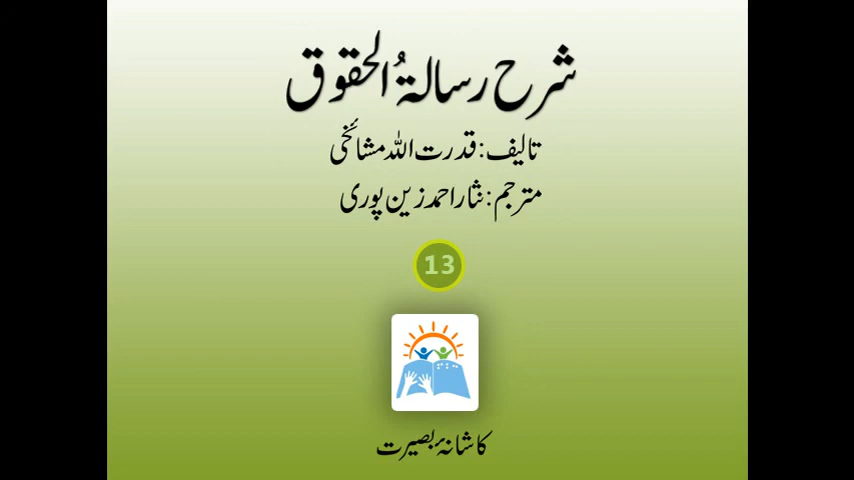 شرح رسالۃُ الحقوق
تالیف: قدرت اللہ مشائخی
مترجم: نثار احمد زین پوری
13
کاشانۂ بصیرت